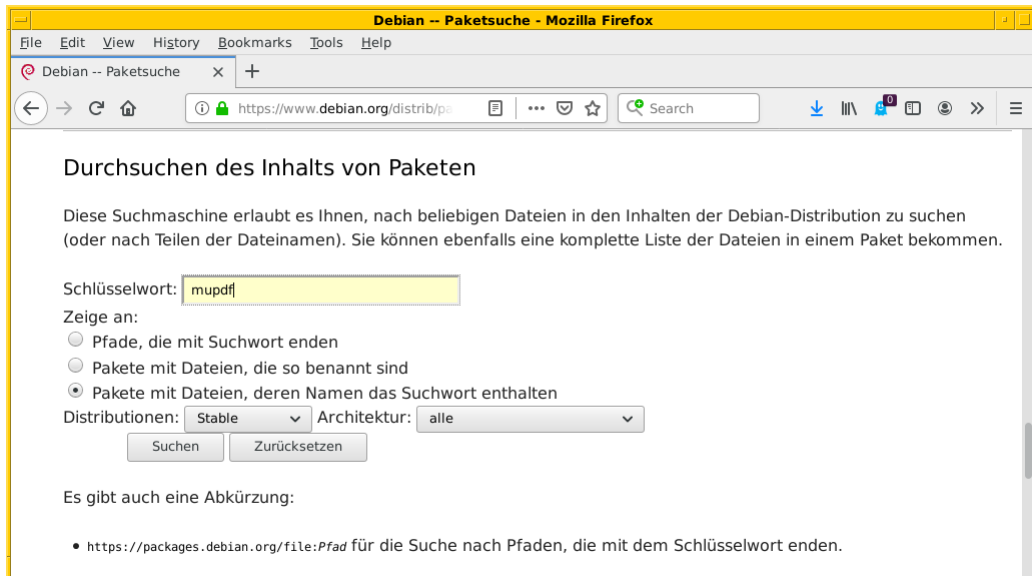 Debian -- Paketsuche - Mozilla Firefox
File Edit View History Bookmarks Tools Help
Debian -- Paketsuche
https://www.debian.org/distrib/pa
Search
0
Durchsuchen des Inhalts von Paketen
Diese Suchmaschine erlaubt es Ihnen, nach beliebigen Dateien in den Inhalten der Debian-Distribution zu suchen
(oder nach Teilen der Dateinamen). Sie können ebenfalls eine komplette Liste der Dateien in einem Paket bekommen.
Schlüsselwort: mupdf
Zeige an:
Pfade, die mit Suchwort enden
Pakete mit Dateien, die so benannt sind
Pakete mit Dateien, deren Namen das Suchwort enthalten
Distributionen: Stable Architektur: alle
Suchen Zurücksetzen
Es gibt auch eine Abkürzung:
• https://packages.debian.org/file:Pfad für die Suche nach Pfaden, die mit dem Schlüsselwort enden.